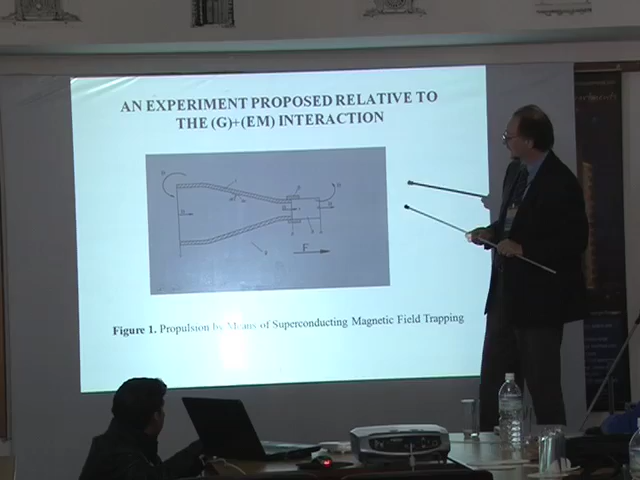 AN EXPERIMENT PROPOSED RELATIVE TO
THE (G)+(EM) INTERACTION
F
Figure 1. Propulsion by Means of Superconducting Magnetic Field Trapping